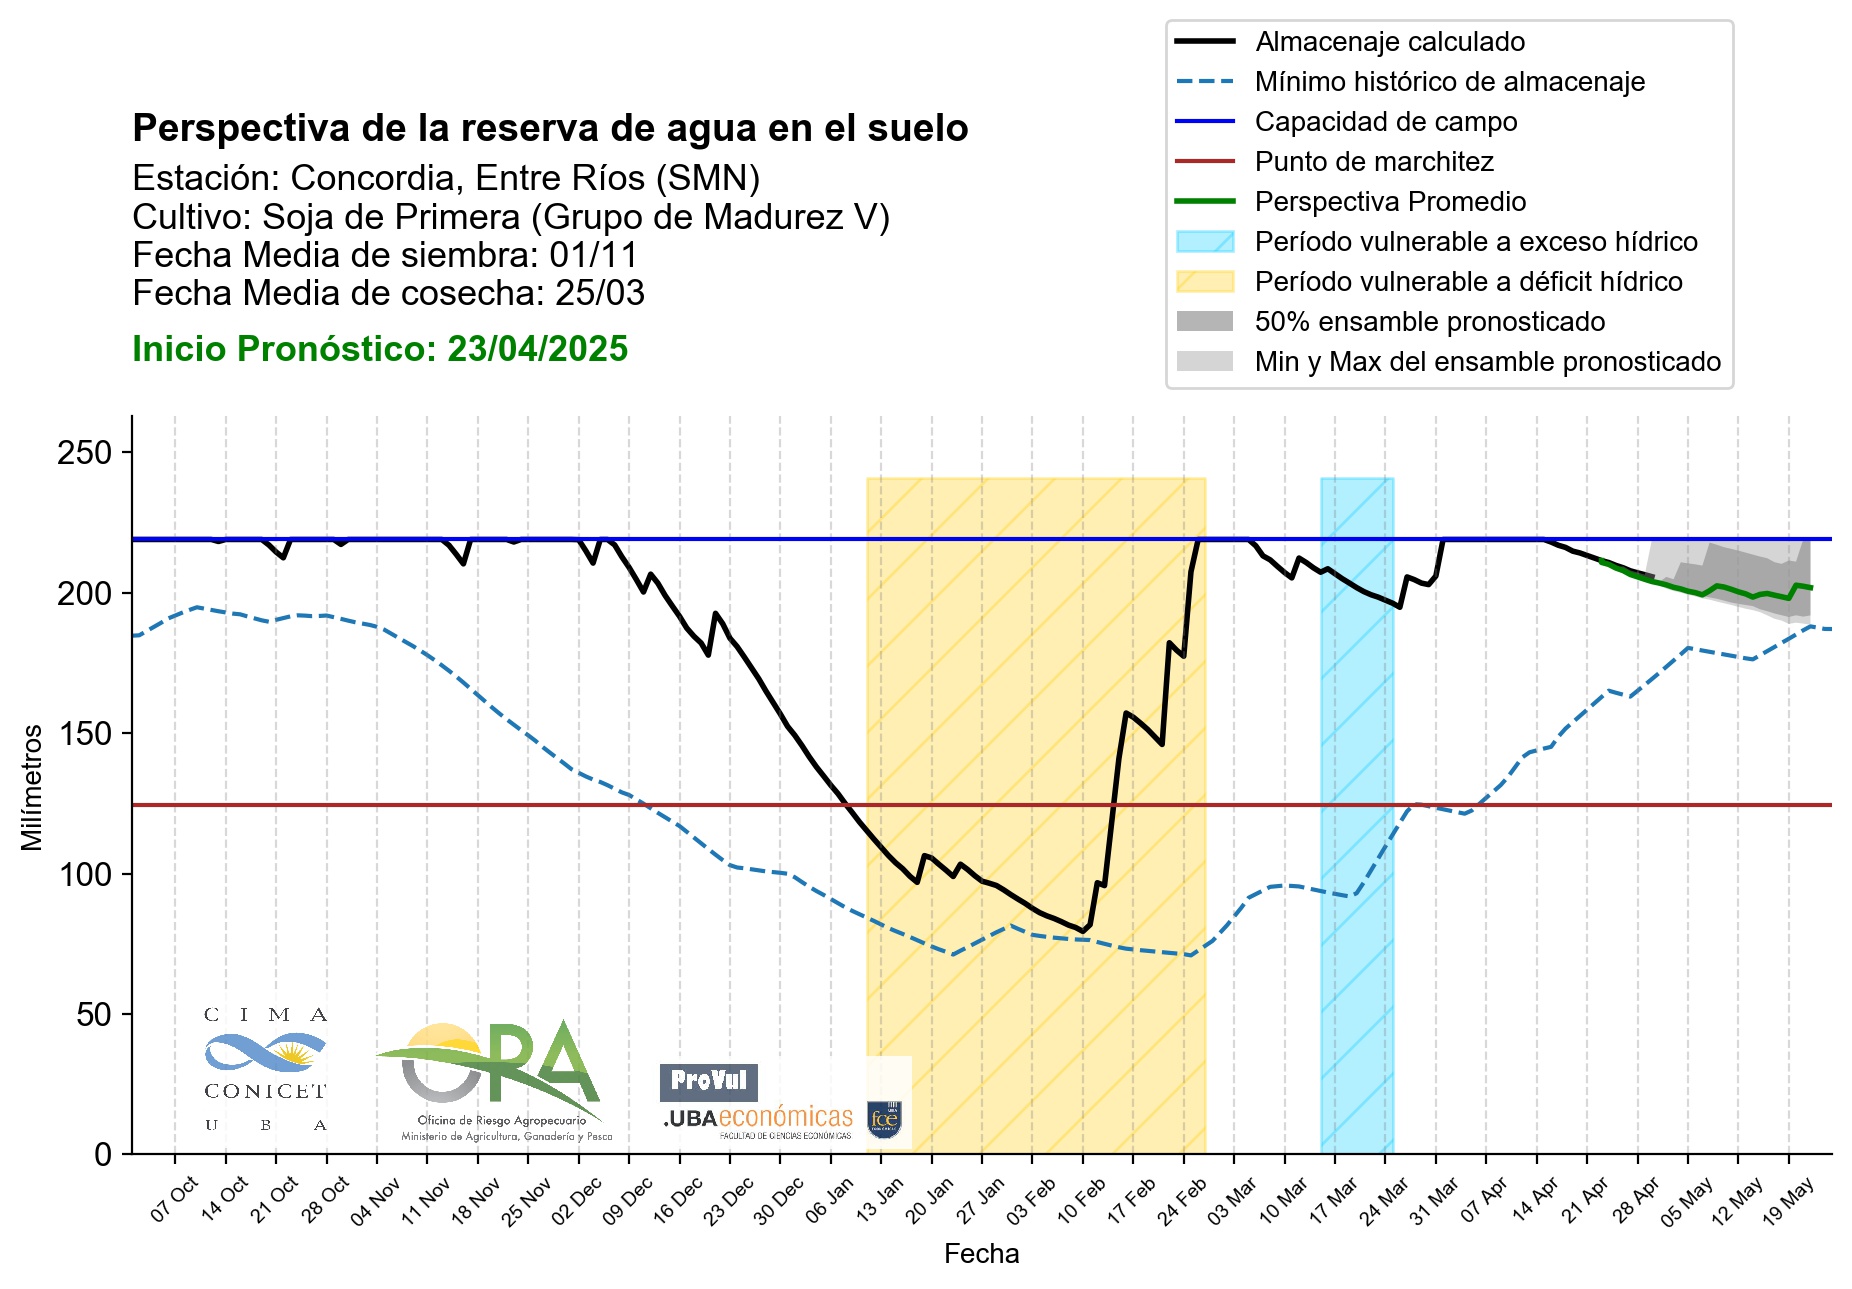 Almacenaje calculado
Mínimo histórico de almacenaje
Capacidad de campo
Punto de marchitez
Perspectiva Promedio
Período vulnerable a exceso hídrico
Período vulnerable a déficit hídrico
50% ensamble pronosticado
Min y Max del ensamble pronosticado
Perspectiva de la reserva de agua en el suelo
Estación: Concordia, Entre Ríos (SMN)
Cultivo: Soja de Primera (Grupo de Madurez V)
Fecha Media de siembra: 01/11
Fecha Media de cosecha: 25/03
Inicio Pronóstico: 23/04/2025
250
200
150
100
50
0
Milímetros
CIMA
CONICET
UBA
ORA
Oficina de Riesgo Agropecuario
Ministerio de Agricultura, Ganadería y Pesca
ProVul
.UBAeconómicas
FACULTAD DE CIENCIAS ECONÓMICAS
UBA
fce
07 Oct
14 Oct
21 Oct
28 Oct
04 Nov
11 Nov
18 Nov
25 Nov
02 Dec
09 Dec
16 Dec
23 Dec
30 Dec
06 Jan
13 Jan
20 Jan
27 Jan
03 Feb
10 Feb
17 Feb
24 Feb
03 Mar
10 Mar
17 Mar
24 Mar
31 Mar
07 Apr
14 Apr
21 Apr
28 Apr
05 May
12 May
19 May
Fecha